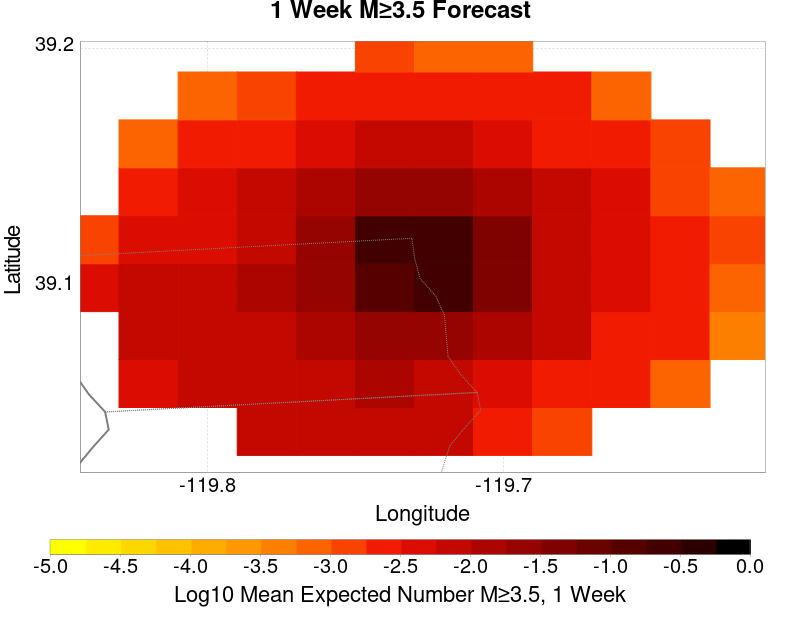 1 Week M≥3.5 Forecast
39.2
39.1
Latitude
-119.8 -119.7
Longitude
-5.0 -4.5 -4.0 -3.5 -3.0 -2.5 -2.0 -1.5 -1.0 -0.5 0.0
Log10 Mean Expected Number M≥3.5, 1 Week